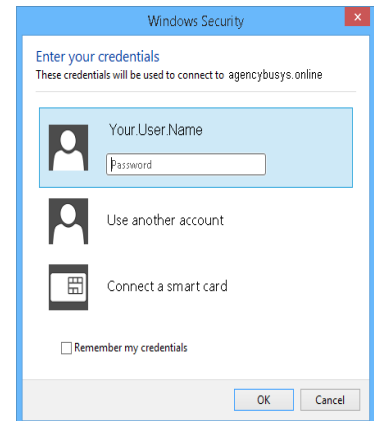 Windows Security
Enter your credentials
These credentials will be used to connect to agencybusys.online
Your.User.Name
Password
Use another account
Connect a smart card
Remember my credentials
OK Cancel